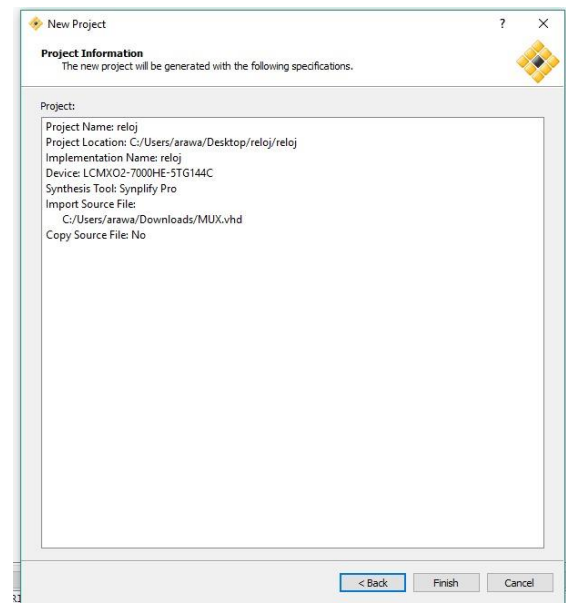 New Project
? ×
Project Information
The new project will be generated with the following specifications.
Project:
Project Name: reloj
Project Location: C:/Users/arawa/Desktop/reloj/reloj
Implementation Name: reloj
Device: LCMXO2-7000HE-5TG144C
Synthesis Tool: Synplify Pro
Import Source File:
C:/Users/arawa/Downloads/MUX.vhd
Copy Source File: No
< Back Finish Cancel